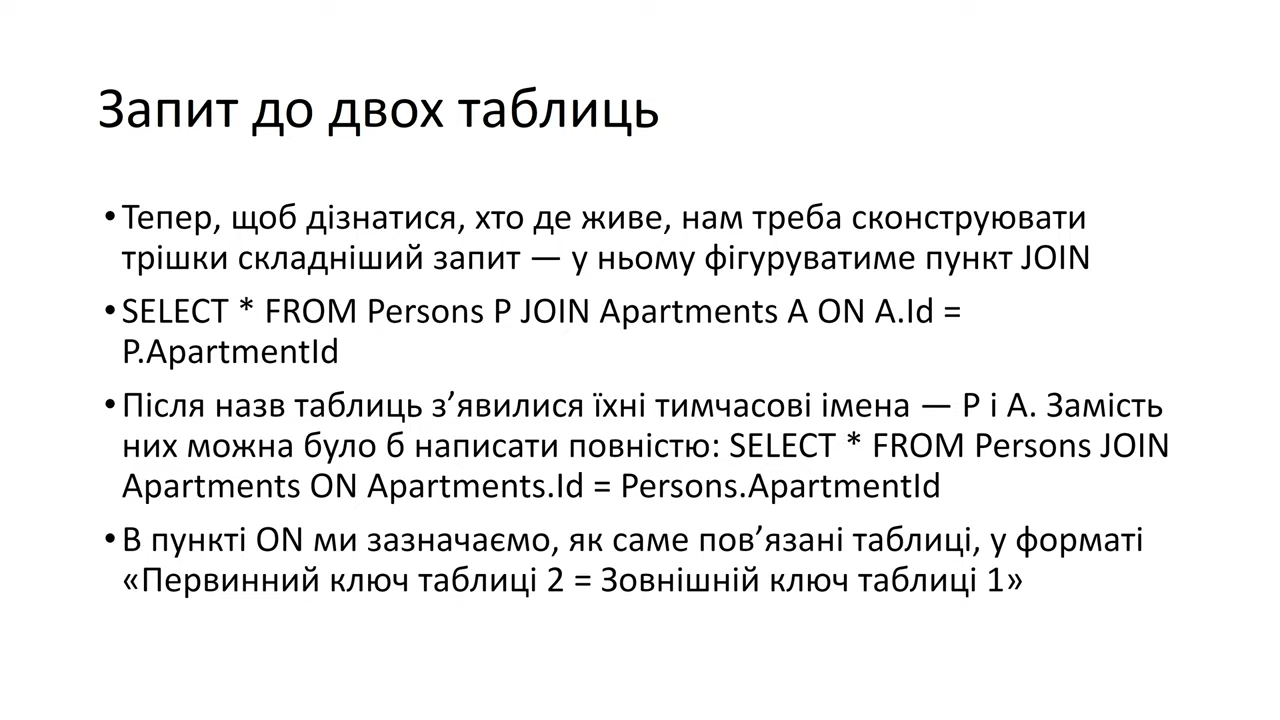 Запит до двох таблиць
•Тепер, щоб дізнатися, хто де живе, нам треба сконструювати
трішки складніший запит — у ньому фігуруватиме пункт JOIN
•SELECT * FROM Persons P JOIN Apartments A ON A.Id =
P.ApartmentId
•Після назв таблиць з’явилися їхні тимчасові імена — P і A. Замість
них можна було б написати повністю: SELECT * FROM Persons JOIN
Apartments ON Apartments.Id = Persons.ApartmentId
•В пункті ON ми зазначаємо, як саме пов’язані таблиці, у форматі
«Первинний ключ таблиці 2 = Зовнішній ключ таблиці 1»